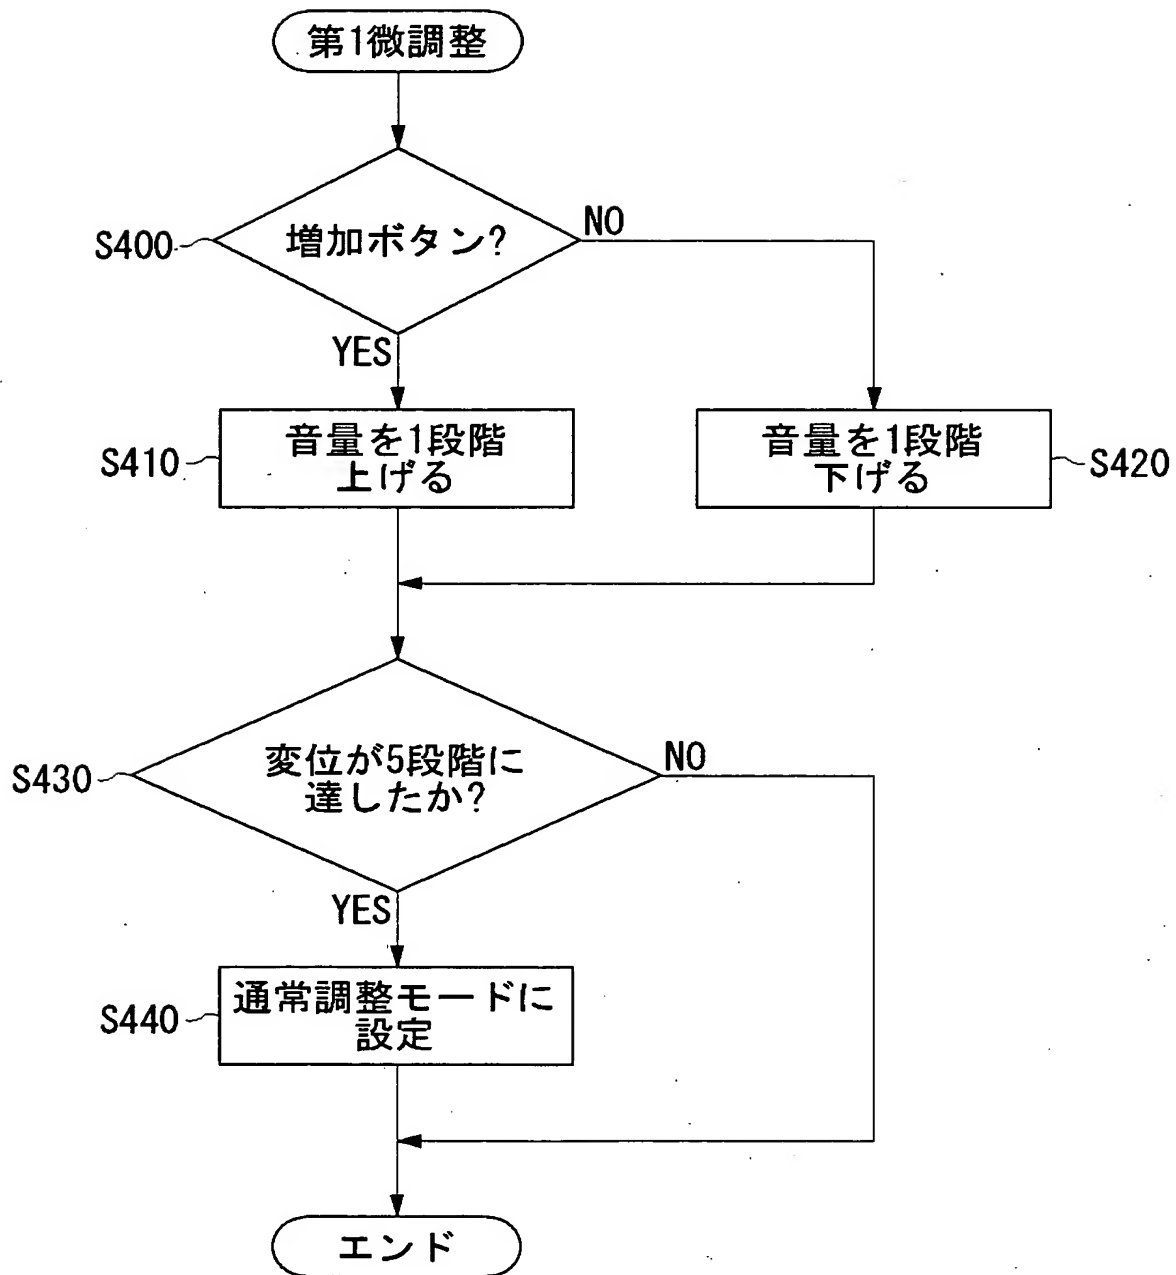 第1微調整
S400
増加ボタン?
NO
YES
S410
音量を1段階
上げる
音量を1段階
下げる
S420
S430
変位が5段階に
達したか?
NO
YES
S440
通常調整モードに
設定
エンド